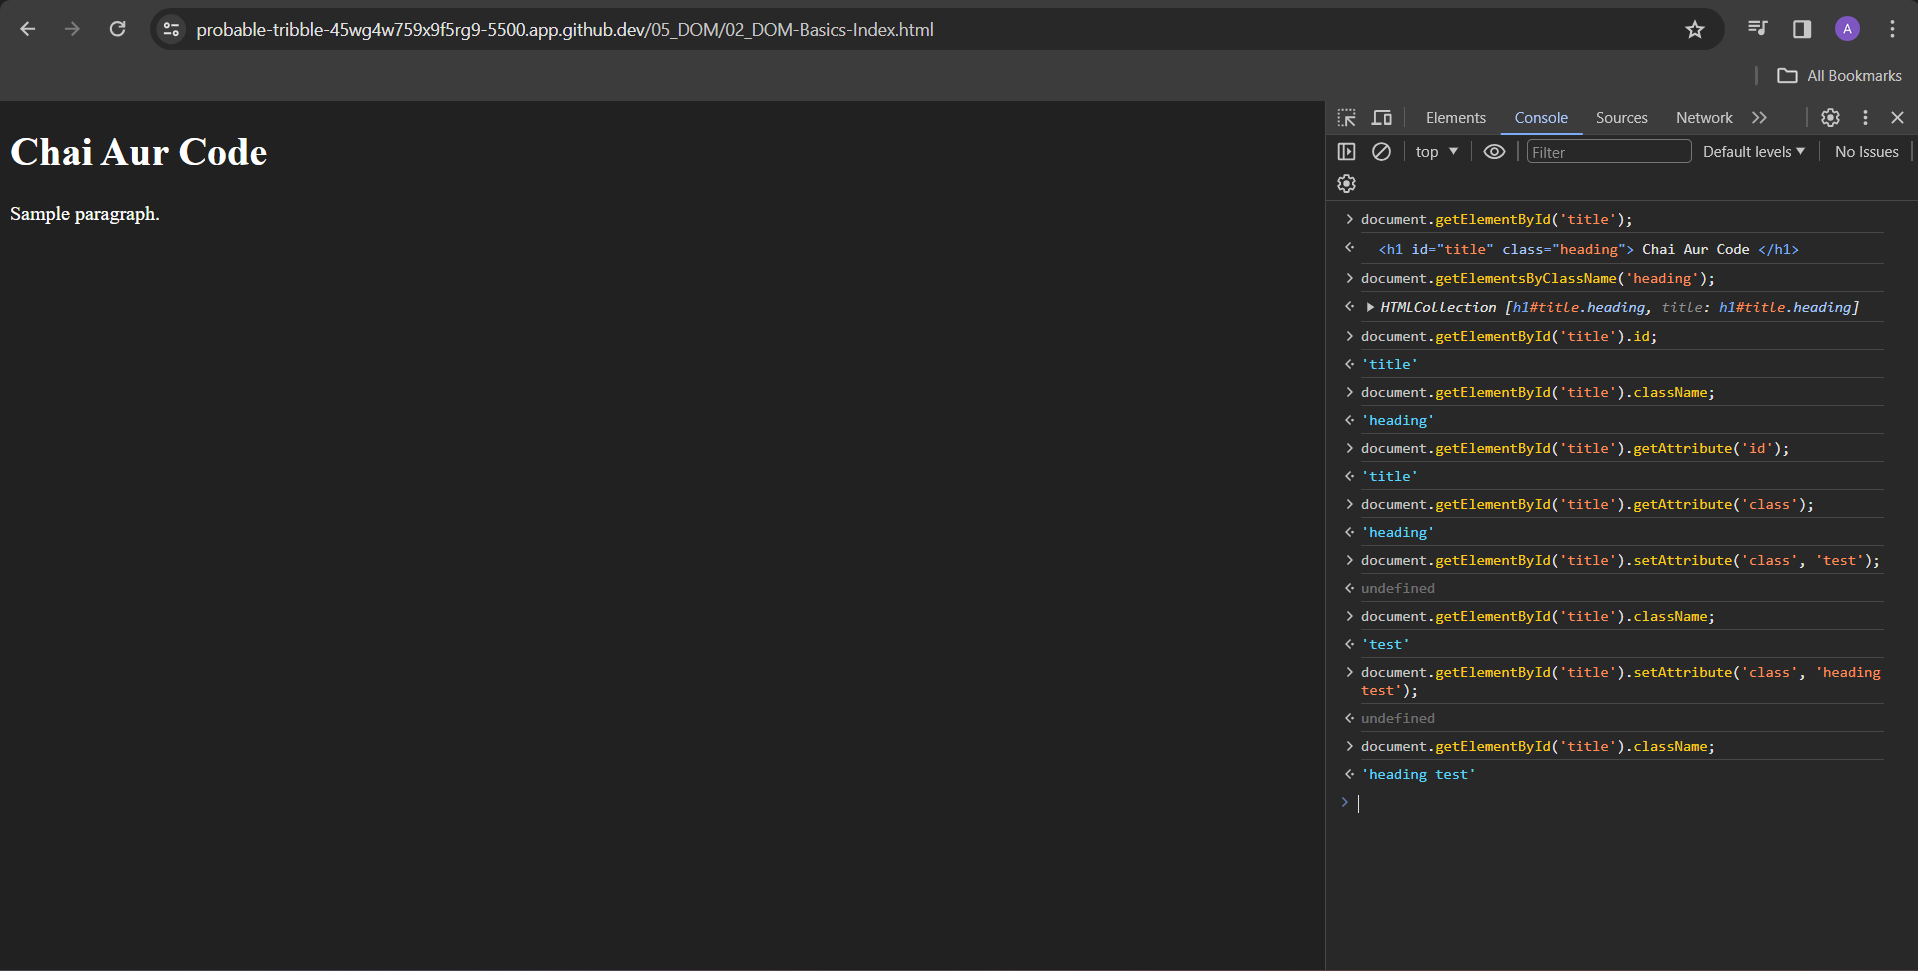 probable-tribble-45wg4w759x9f5rg9-5500.app.github.dev/05_DOM/02_DOM-Basics-Index.html
A
All Bookmarks
Chai Aur Code
Sample paragraph.
Elements Console Sources Network
top Filter Default levels No Issues
document.getElementById('title');
<h1 id="title" class="heading"> Chai Aur Code </h1>
document.getElementsByClassName('heading');
HTMLCollection [h1#title.heading, title: h1#title.heading]
document.getElementById('title').id;
'title'
document.getElementById('title').className;
'heading'
document.getElementById('title').getAttribute('id');
'title'
document.getElementById('title').getAttribute('class');
'heading'
document.getElementById('title').setAttribute('class', 'test');
undefined
document.getElementById('title').className;
'test'
document.getElementById('title').setAttribute('class', 'heading
test');
undefined
document.getElementById('title').className;
'heading test'